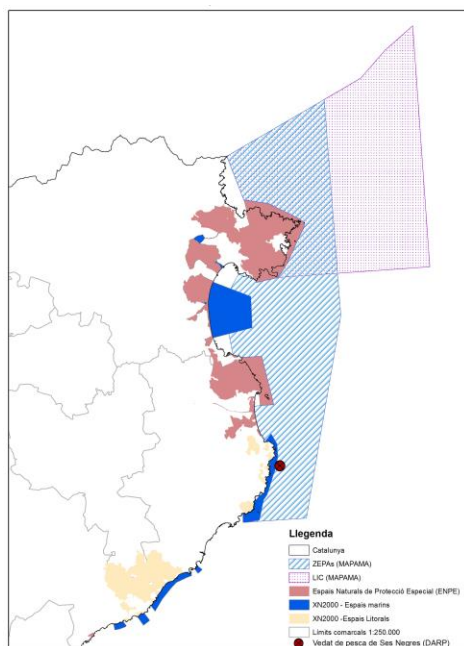 Llegenda
Catalunya
ZEPAs (MAPAMA)
LIC (MAPAMA)
Espais Naturals de Protecció Especial (ENPE)
XN2000 - Espais marins
XN2000 -Espais Litorals
Límits comarcals 1:250.000
Vedat de pesca de Ses Negres (DARP)